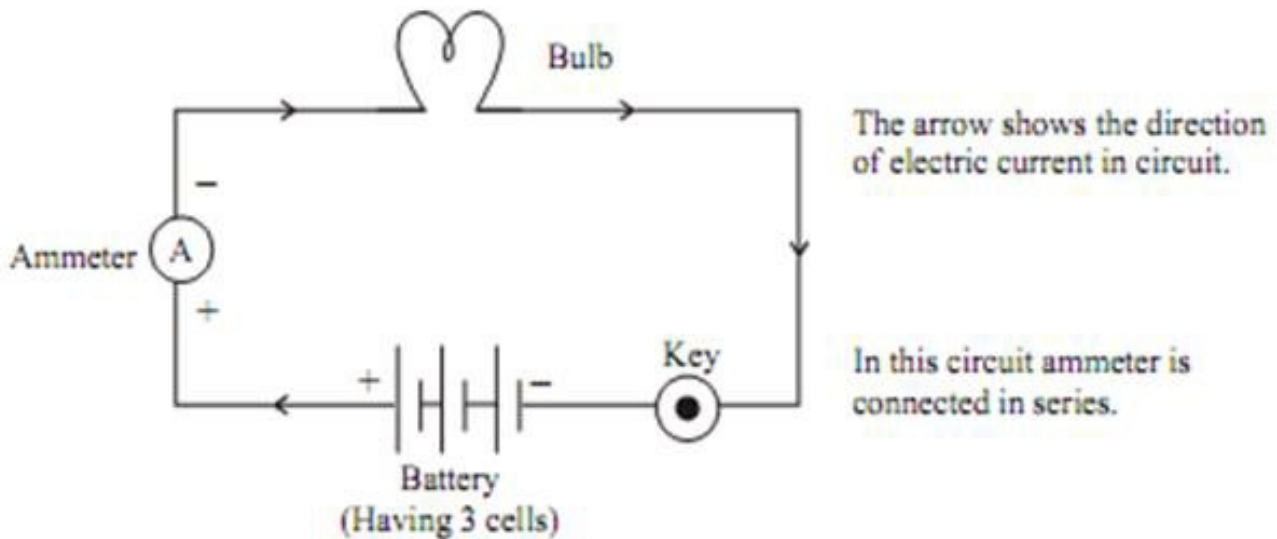 Bulb
The arrow shows the direction
of electric current in circuit.
−
Ammeter
A
+
Key
In this circuit ammeter is
connected in series.
+
−
Battery
(Having 3 cells)